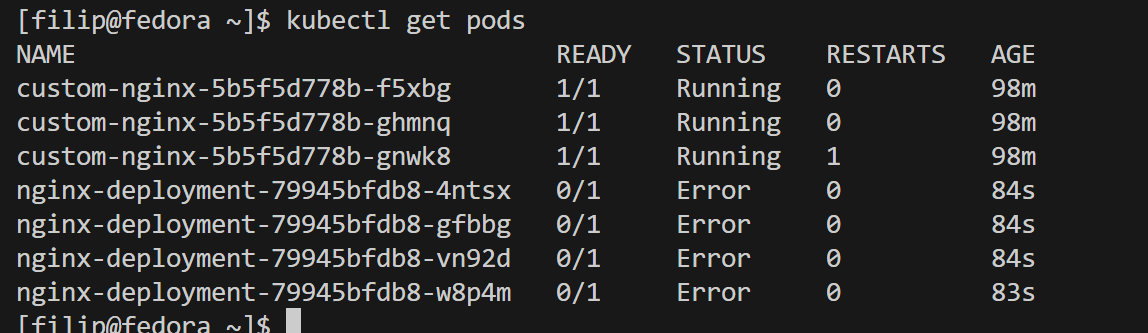 [filip@fedora ~]$ kubectl get pods
NAME READY STATUS RESTARTS AGE
custom-nginx-5b5f5d778b-f5xbg 1/1 Running 0 98m
custom-nginx-5b5f5d778b-ghmnq 1/1 Running 0 98m
custom-nginx-5b5f5d778b-gnwk8 1/1 Running 1 98m
nginx-deployment-79945bfdb8-4ntsx 0/1 Error 0 84s
nginx-deployment-79945bfdb8-gfbbg 0/1 Error 0 84s
nginx-deployment-79945bfdb8-vn92d 0/1 Error 0 84s
nginx-deployment-79945bfdb8-w8p4m 0/1 Error 0 83s
[filip@fedora ~]$